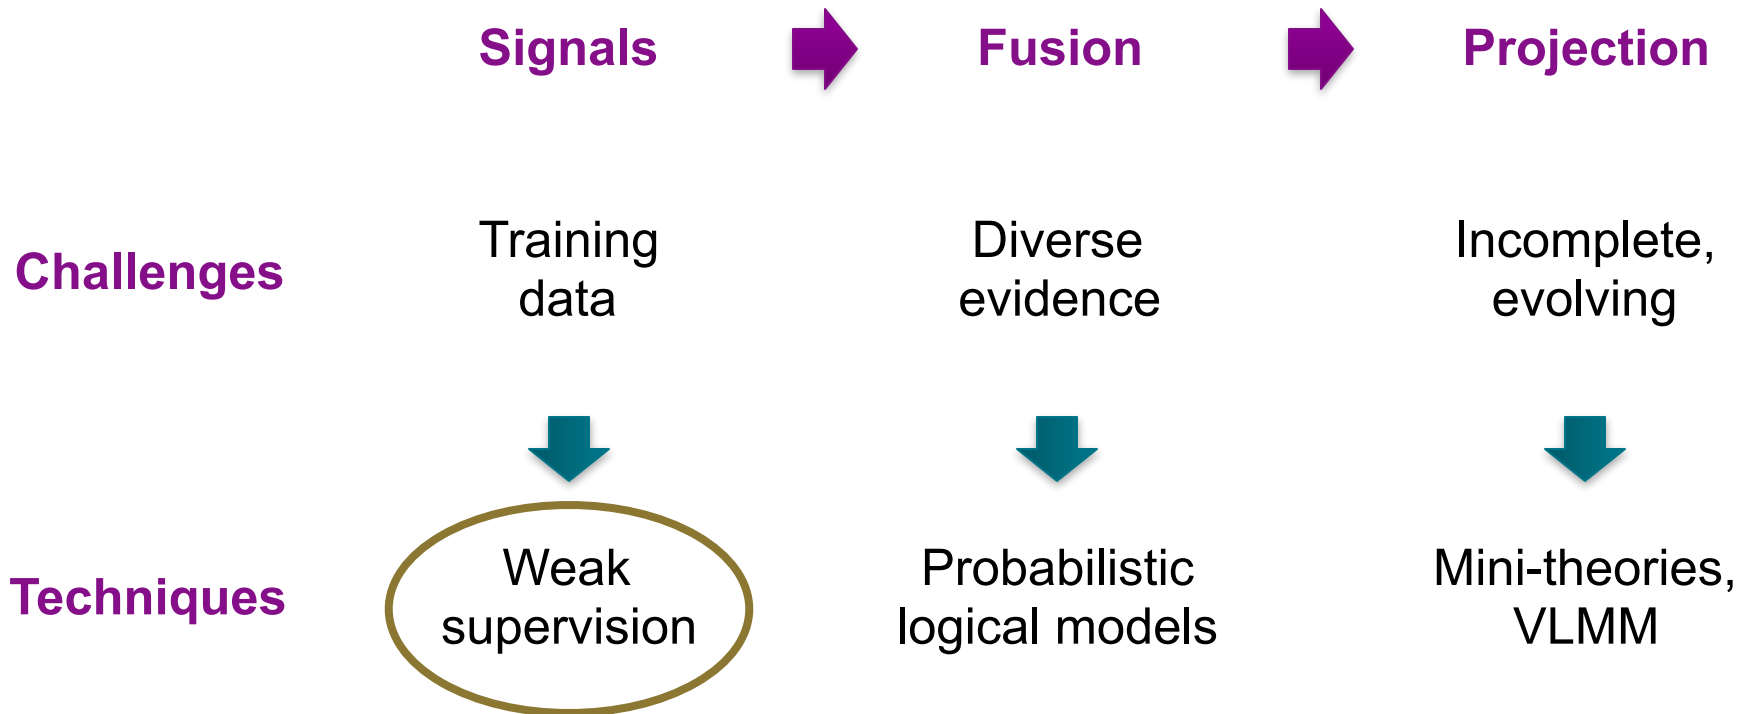 Signals
Fusion
Projection
Challenges
Training
data
Diverse
evidence
Incomplete,
evolving
Techniques
Weak
supervision
Probabilistic
logical models
Mini-theories,
VLMM